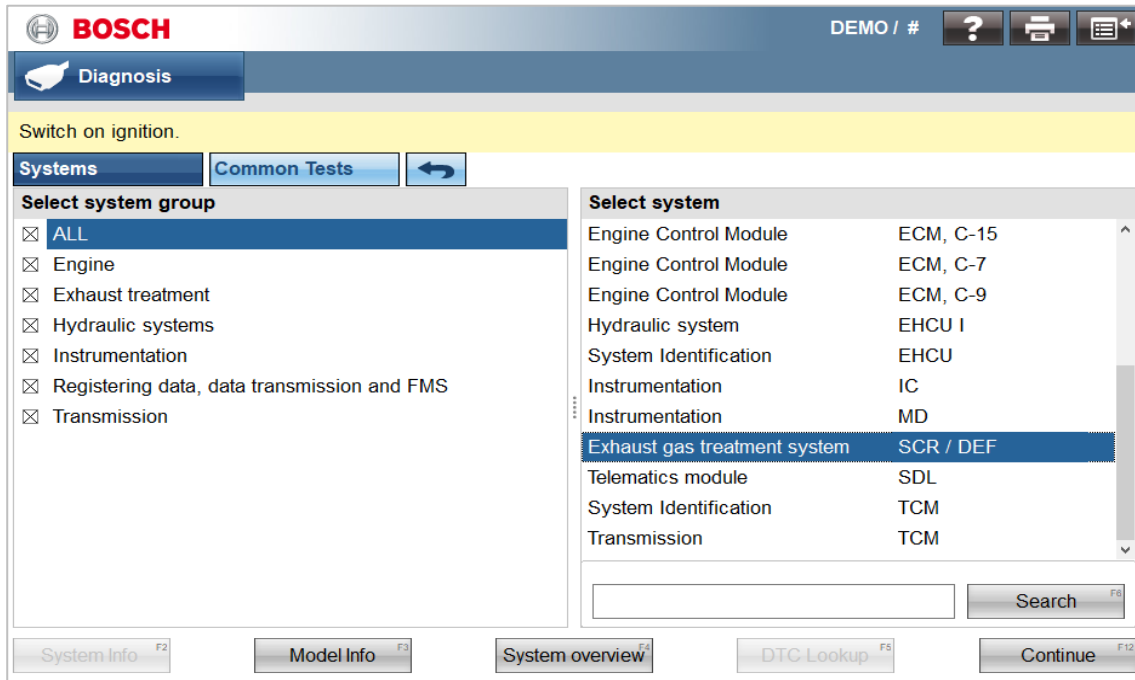 BOSCH
DEMO / #
?
Diagnosis
Switch on ignition.
Systems
Common Tests
Select system group
ALL
Engine
Exhaust treatment
Hydraulic systems
Instrumentation
Registering data, data transmission and FMS
Transmission
Select system
Engine Control Module ECM, C-15
Engine Control Module ECM, C-7
Engine Control Module ECM, C-9
Hydraulic system EHCU I
System Identification EHCU
Instrumentation IC
Instrumentation MD
Exhaust gas treatment system SCR / DEF
Telematics module SDL
System Identification TCM
Transmission TCM
Search F6
System Info F2
Model Info F3
System overview F4
DTC Lookup F5
Continue F12